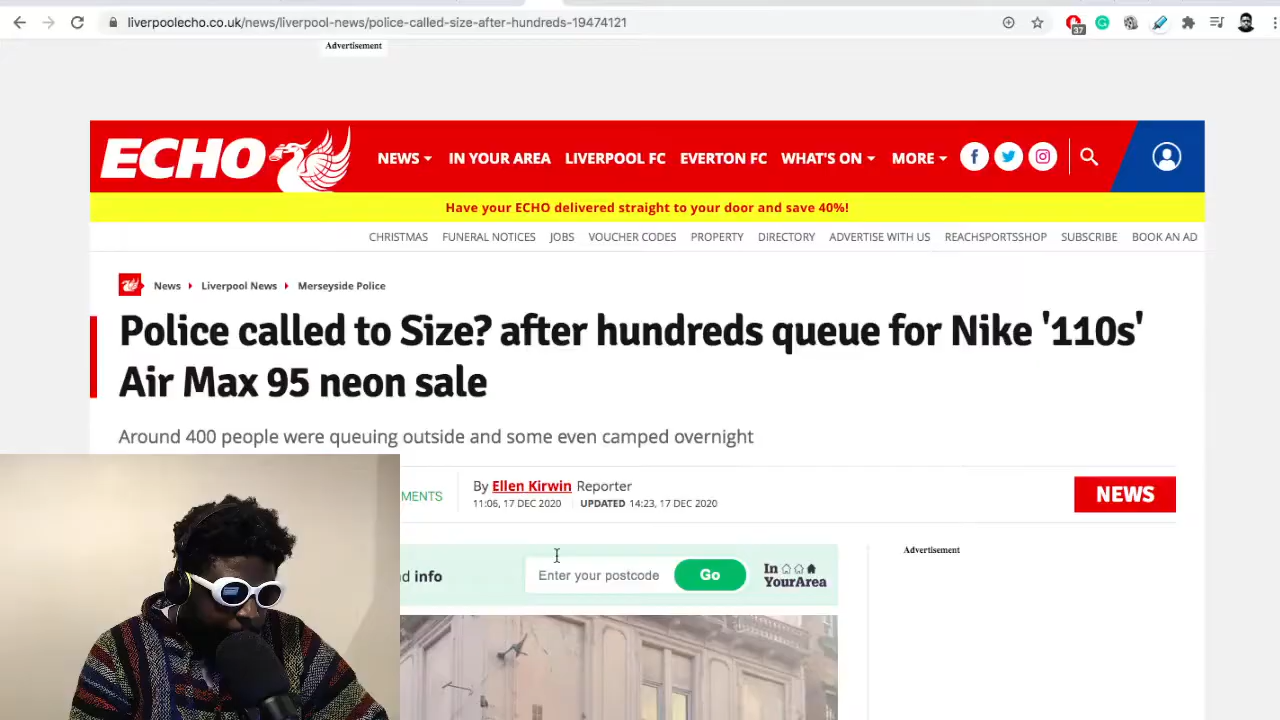 liverpoolecho.co.uk/news/liverpool-news/police-called-size-after-hundreds-19474121
37
Advertisement
ECHO
NEWS IN YOUR AREA LIVERPOOL FC EVERTON FC WHAT'S ON MORE
Have your ECHO delivered straight to your door and save 40%!
CHRISTMAS FUNERAL NOTICES JOBS VOUCHER CODES PROPERTY DIRECTORY ADVERTISE WITH US REACHSPORTSSHOP SUBSCRIBE BOOK AN AD
News Liverpool News Merseyside Police
Police called to Size? after hundreds queue for Nike '110s'
Air Max 95 neon sale
Around 400 people were queuing outside and some even camped overnight
MENTS
By Ellen Kirwin Reporter
11:06, 17 DEC 2020 UPDATED 14:23, 17 DEC 2020
NEWS
Advertisement
d info
Enter your postcode
Go
In
YourArea